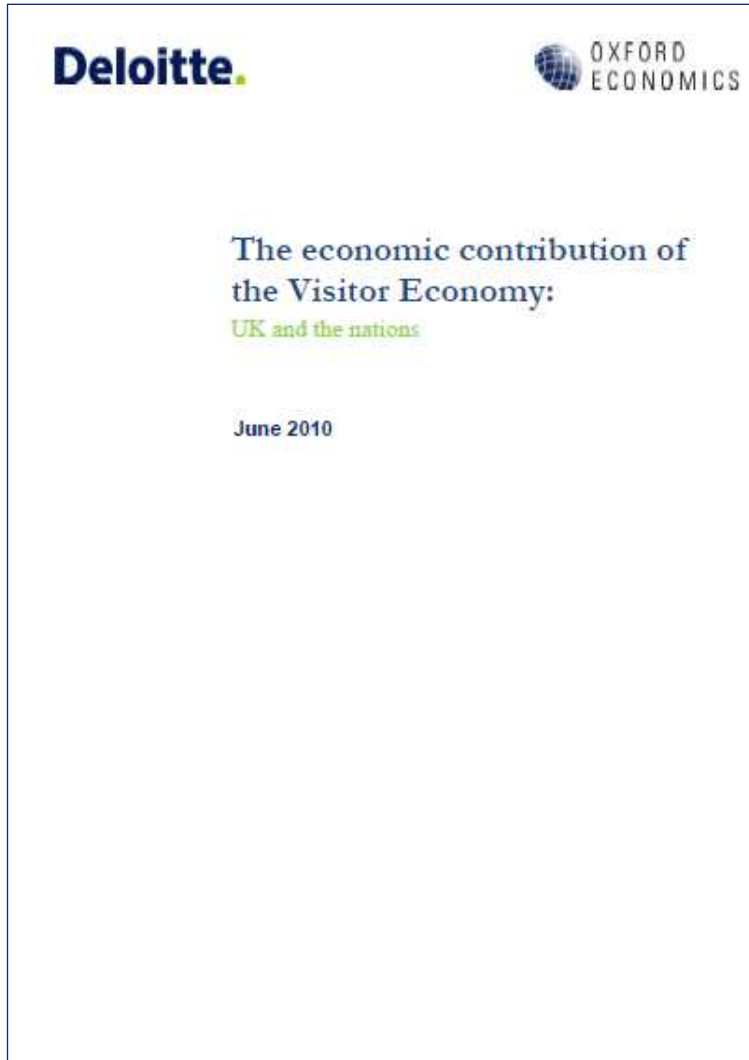 Deloitte.
OXFORD
ECONOMICS
The economic contribution of
the Visitor Economy:
UK and the nations
June 2010